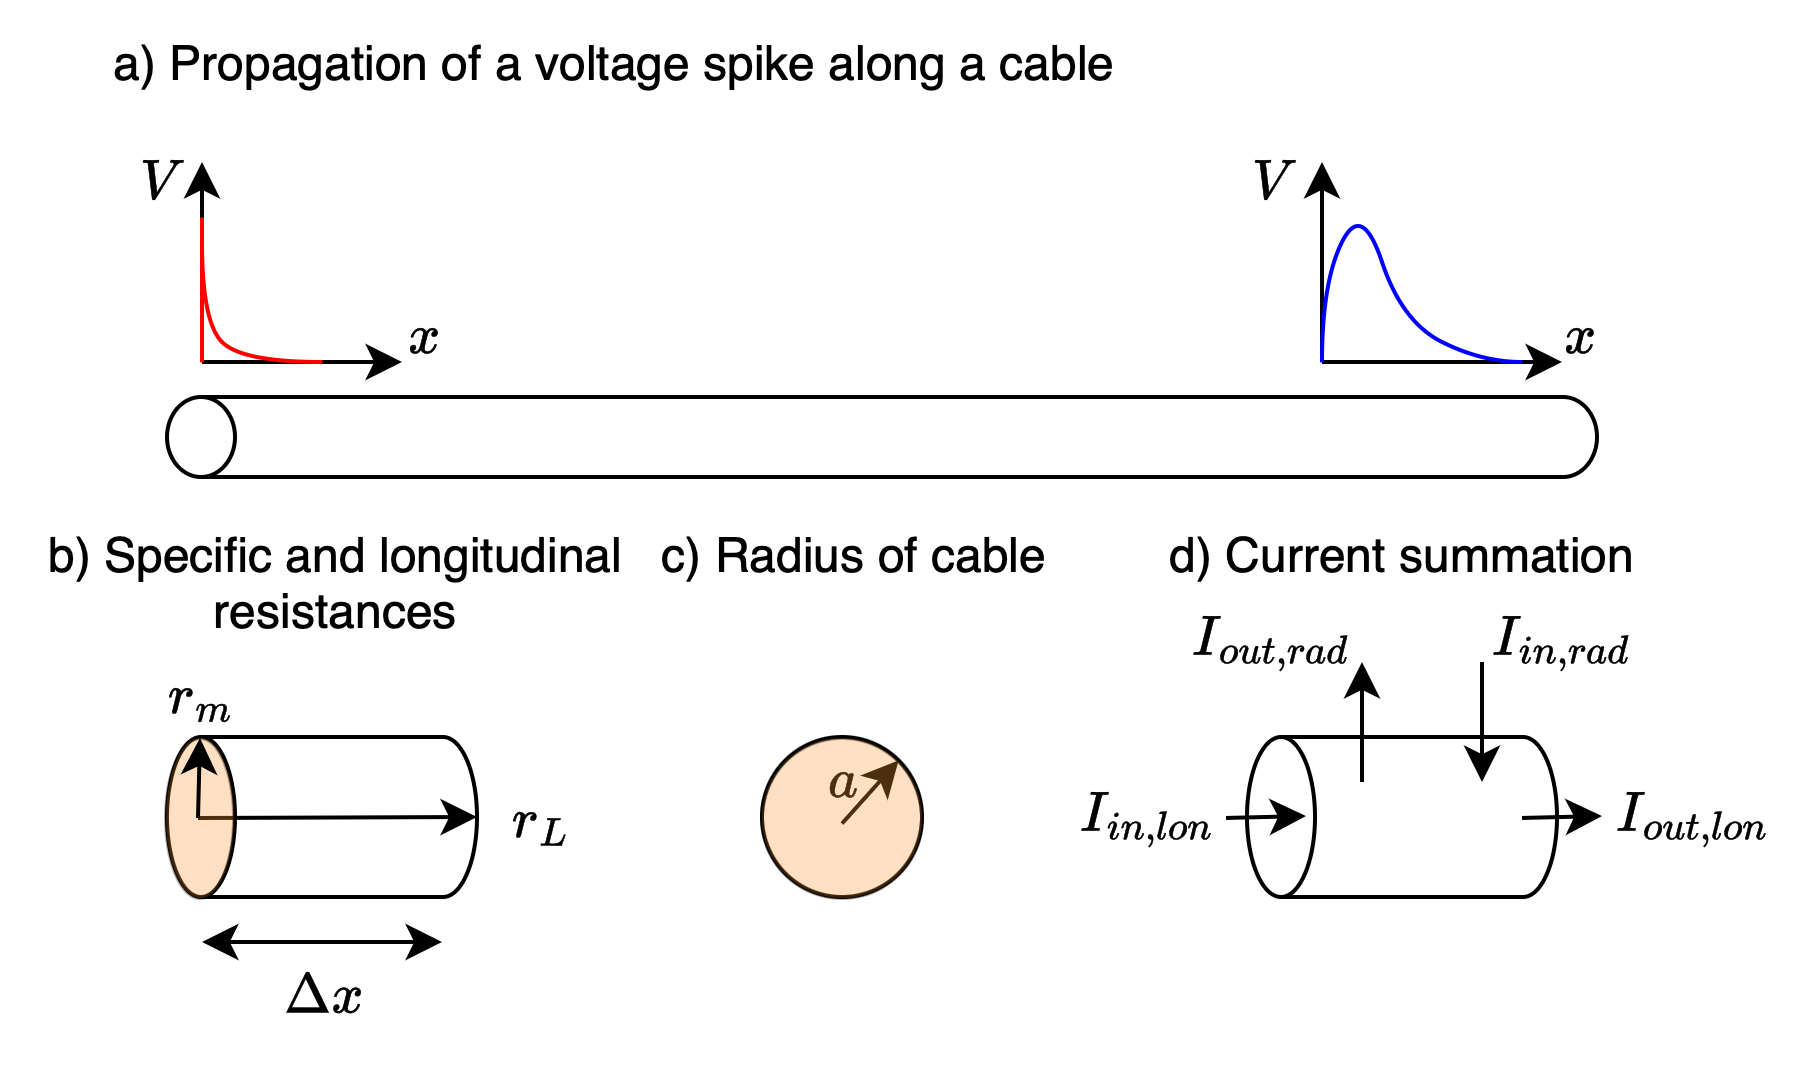 a) Propagation of a voltage spike along a cable
V
x
V
x
b) Specific and longitudinal
resistances
r_m
r_L
Δx
c) Radius of cable
a
d) Current summation
I_{out,rad}
I_{in,rad}
I_{in,lon}
I_{out,lon}